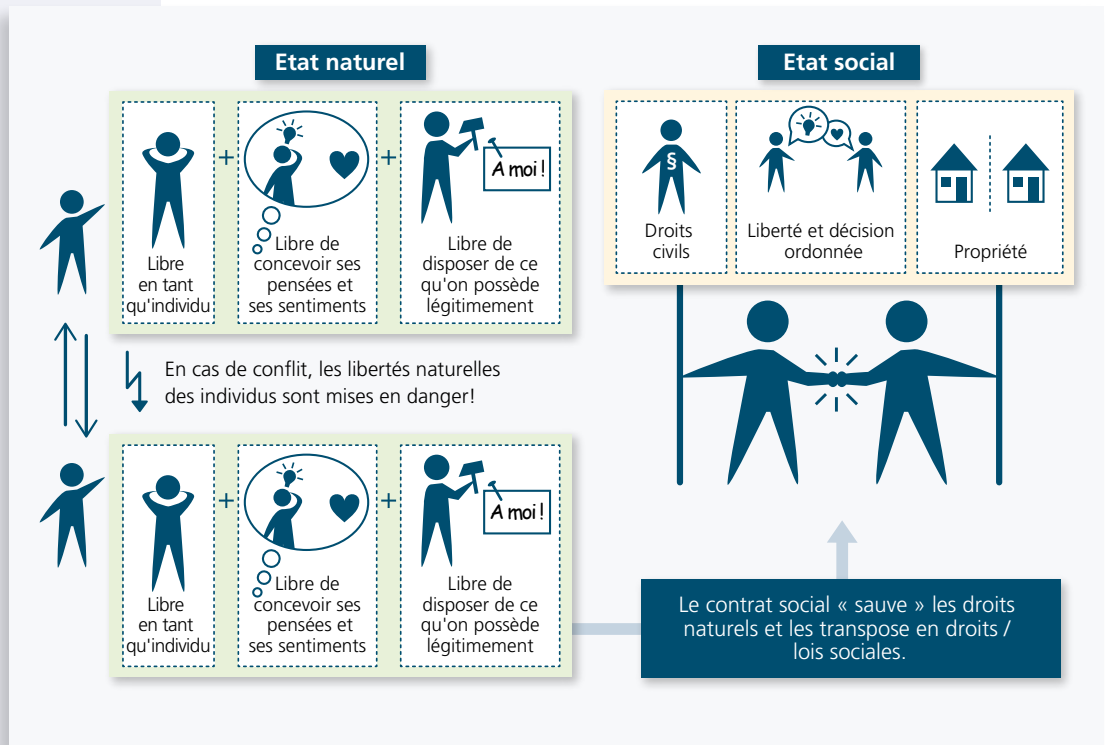 Etat naturel
Etat social
A moi !
Libre
en tant
qu'individu
Libre de
concevoir ses
pensées et
ses sentiments
Libre de
disposer de ce
qu'on possède
légitimement
§
Droits
civils
Liberté et décision
ordonnée
Propriété
En cas de conflit, les libertés naturelles
des individus sont mises en danger!
A moi !
Libre
en tant
qu'individu
Libre de
concevoir ses
pensées et
ses sentiments
Libre de
disposer de ce
qu'on possède
légitimement
Le contrat social « sauve » les droits
naturels et les transpose en droits /
lois sociales.